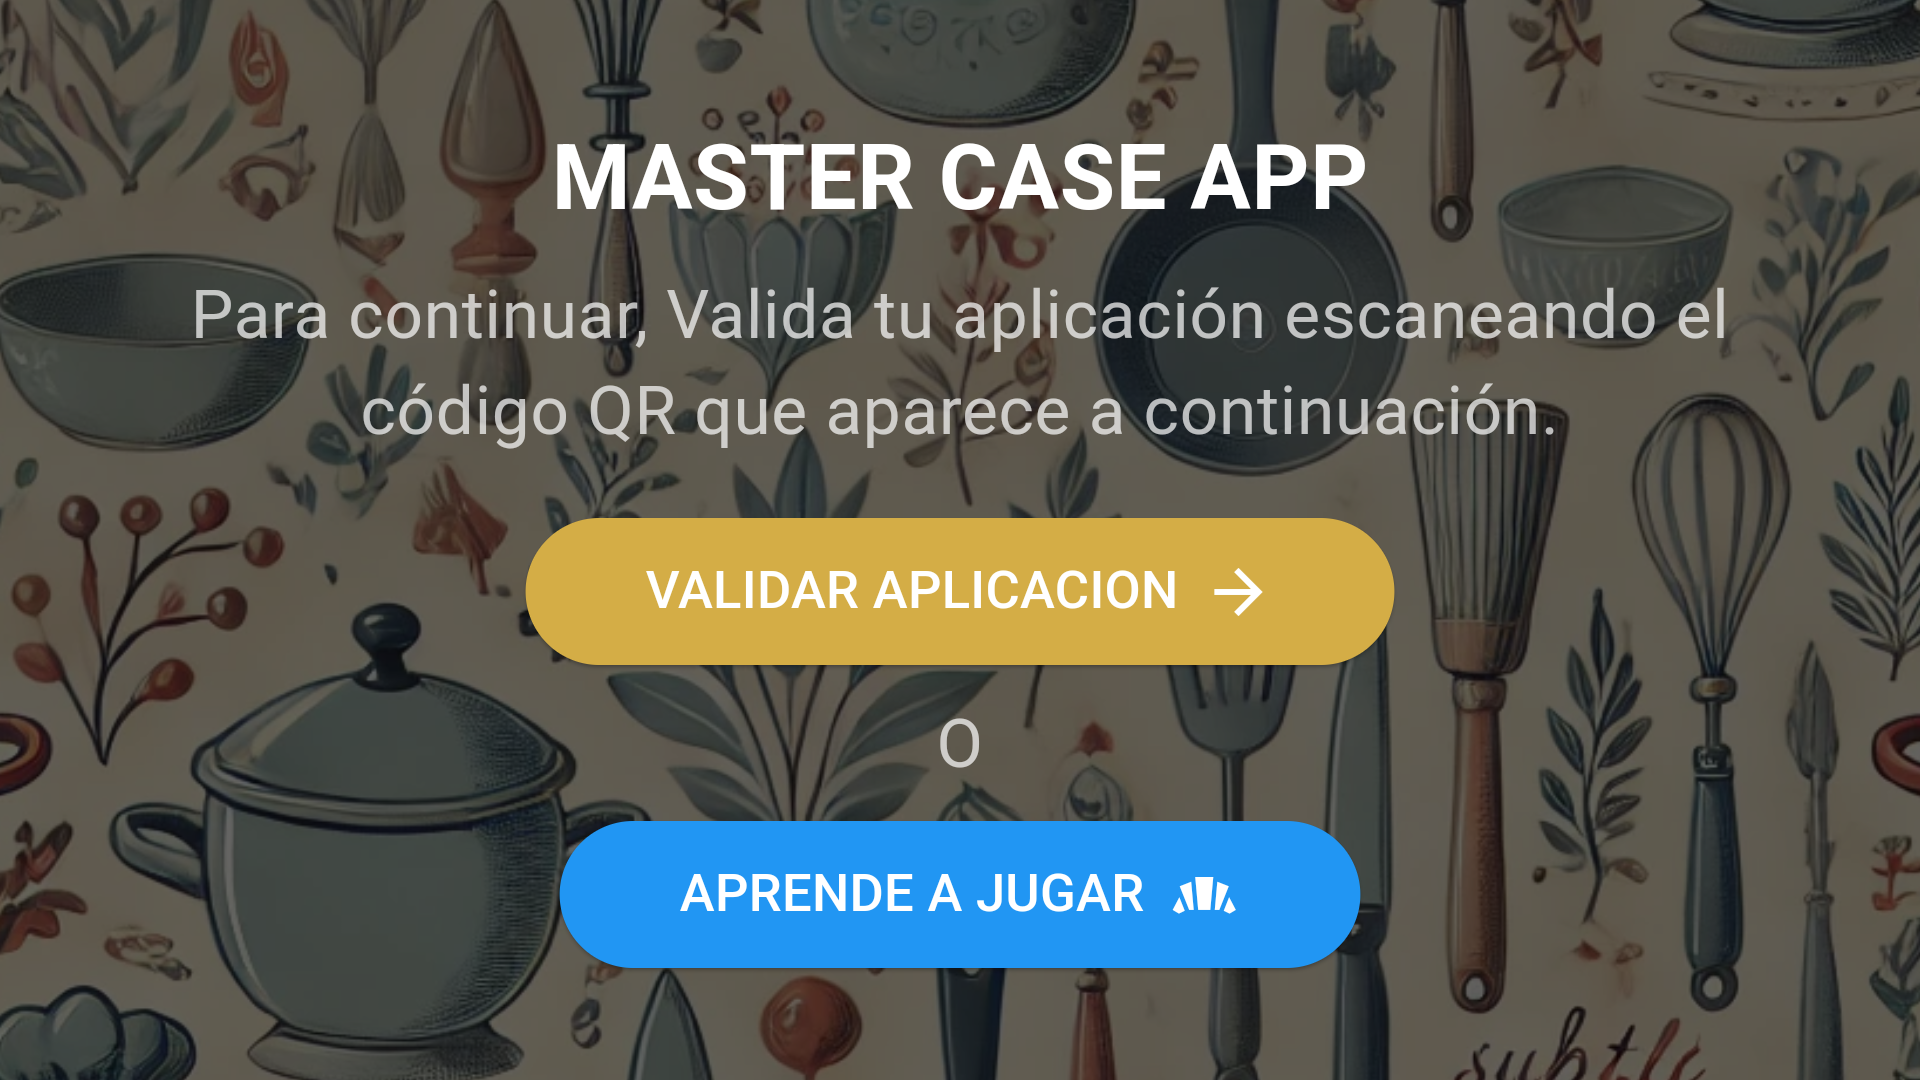 MASTER CASE APP
Para continuar, Valida tu aplicación escaneando el
código QR que aparece a continuación.
VALIDAR APLICACION
O
APRENDE A JUGAR
subtle